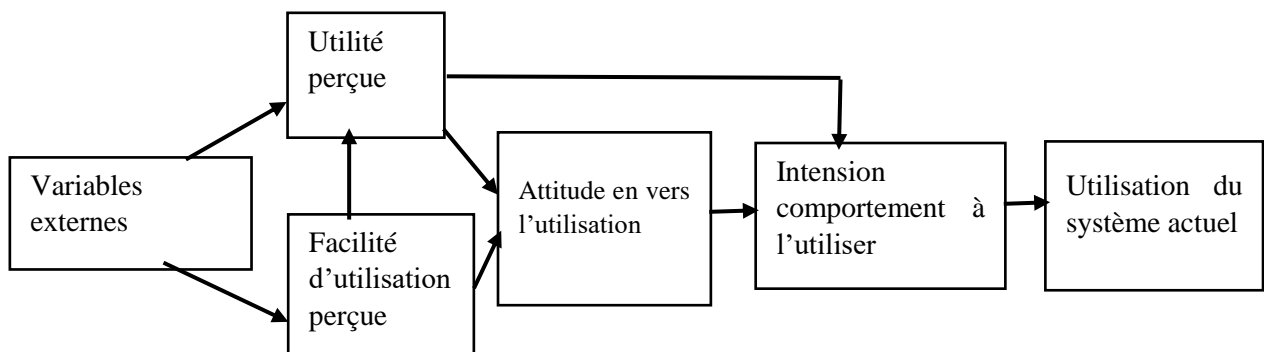 Utilité
perçue
Variables
externes
Facilité
d’utilisation
perçue
Attitude en vers
l’utilisation
Intension
comportement à
l’utiliser
Utilisation du
système actuel